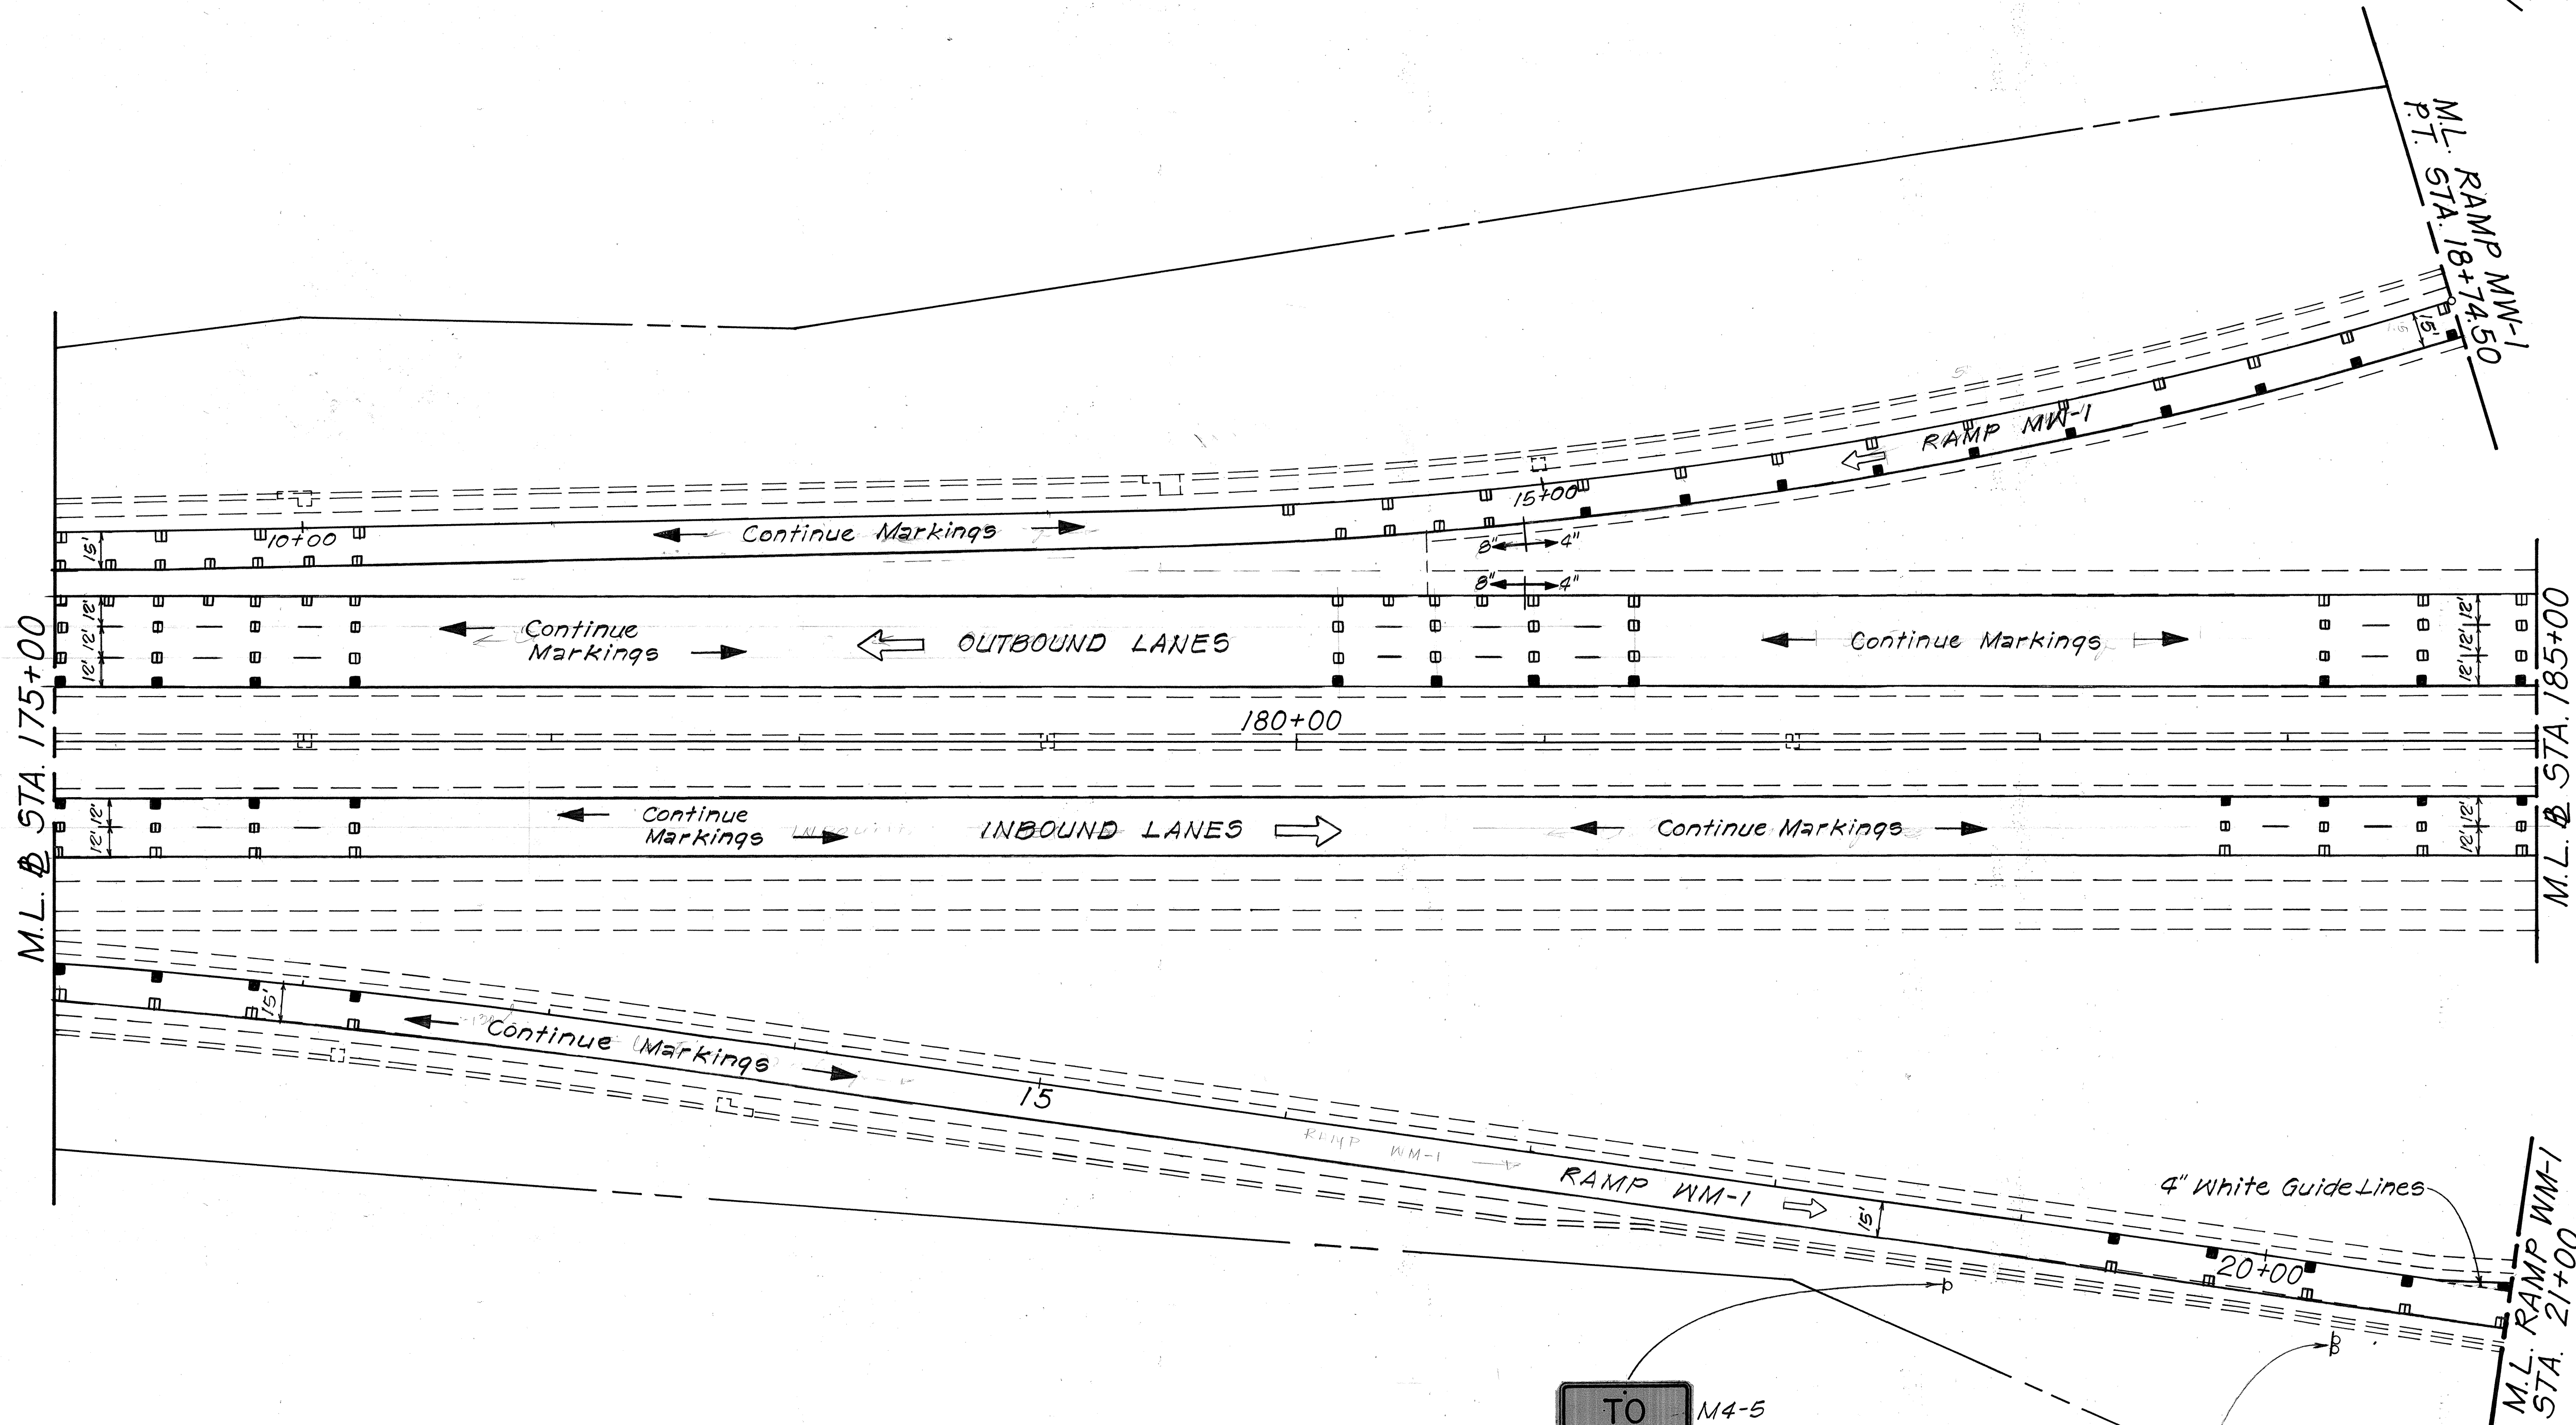 M.L. RAMP MW-1
P.T. STA. 18+74.50
15'
RAMP MW-1
15+00
Continue Markings
10+00
15'
8" 4"
8" 4"
12' 12' 12'
Continue
Markings
OUTBOUND LANES
Continue Markings
12' 12' 12'
M.L. B STA. 175+00
180+00
M.L. B STA. 185+00
12' 12'
Continue
Markings
INBOUND LANES
Continue Markings
12' 12'
15'
Continue Markings
15
RAMP WM-1
RAMP WM-1
15'
4" White Guide Lines
20+00
M.L. RAMP WM-1
STA. 21+00
TO
M4-5